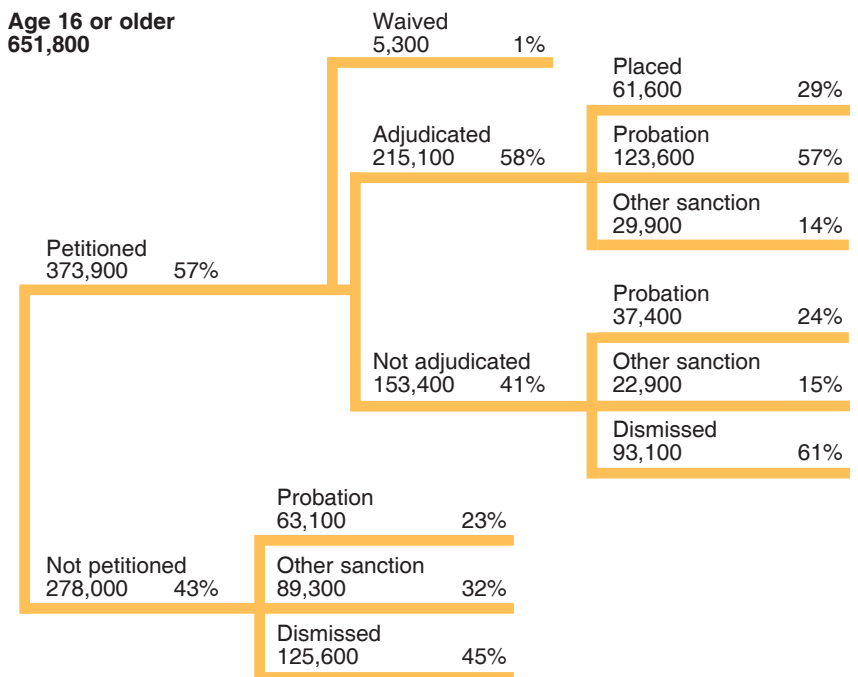 Age 16 or older
651,800
Waived
5,300 1%
Placed
61,600 29%
Adjudicated
215,100 58%
Probation
123,600 57%
Other sanction
29,900 14%
Petitioned
373,900 57%
Probation
37,400 24%
Not adjudicated
153,400 41%
Other sanction
22,900 15%
Dismissed
93,100 61%
Probation
63,100 23%
Not petitioned
278,000 43%
Other sanction
89,300 32%
Dismissed
125,600 45%